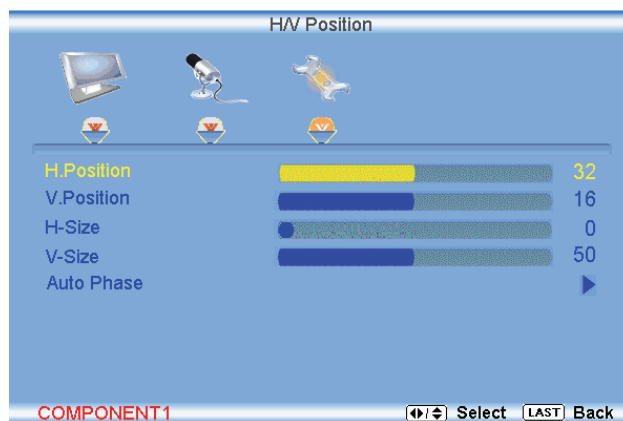 H/V Position
H.Position 32
V.Position 16
H-Size 0
V-Size 50
Auto Phase
COMPONENT1 Select LAST Back